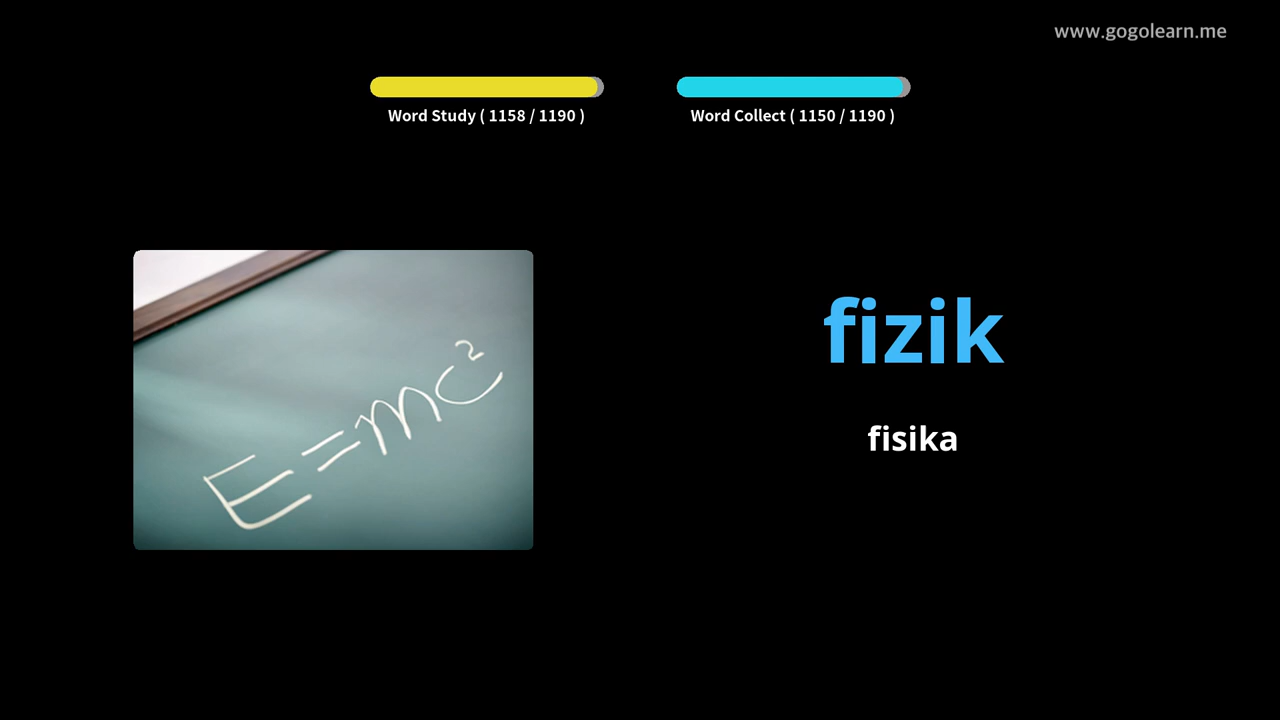 www.gogolearn.me
Word Study ( 1158 / 1190 )
Word Collect ( 1150 / 1190 )
E=mc²
fizik
fisika